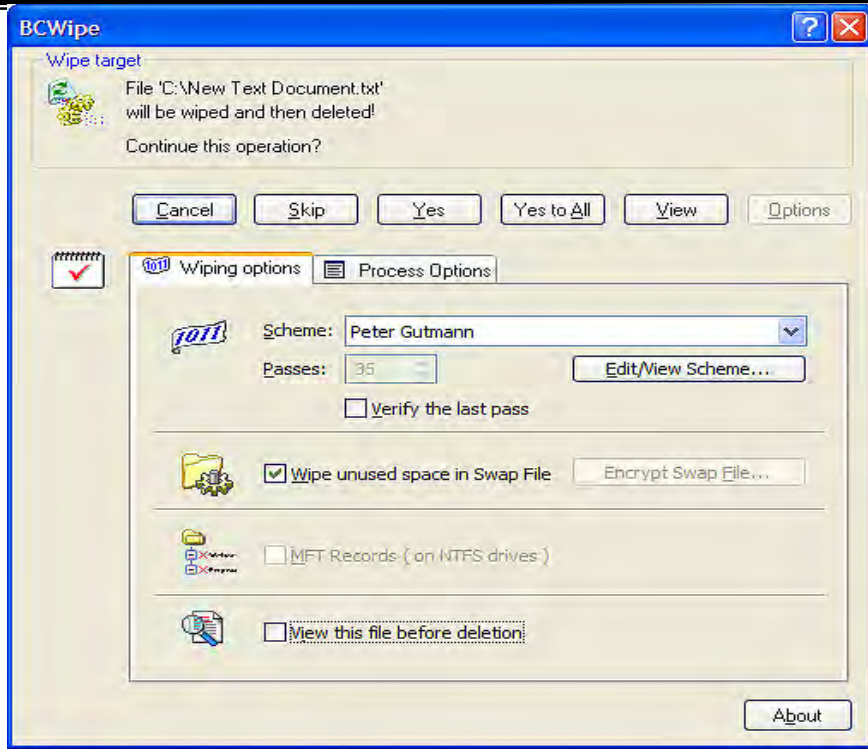 BCWipe
Wipe target
File 'C:\New Text Document.txt'
will be wiped and then deleted!
Continue this operation?
Cancel Skip Yes Yes to All View Options
1011 Wiping options Process Options
1011 Scheme: Peter Gutmann
Passes: 35 Edit/View Scheme...
Verify the last pass
Wipe unused space in Swap File Encrypt Swap File...
MFT Records ( on NTFS drives )
View this file before deletion
About